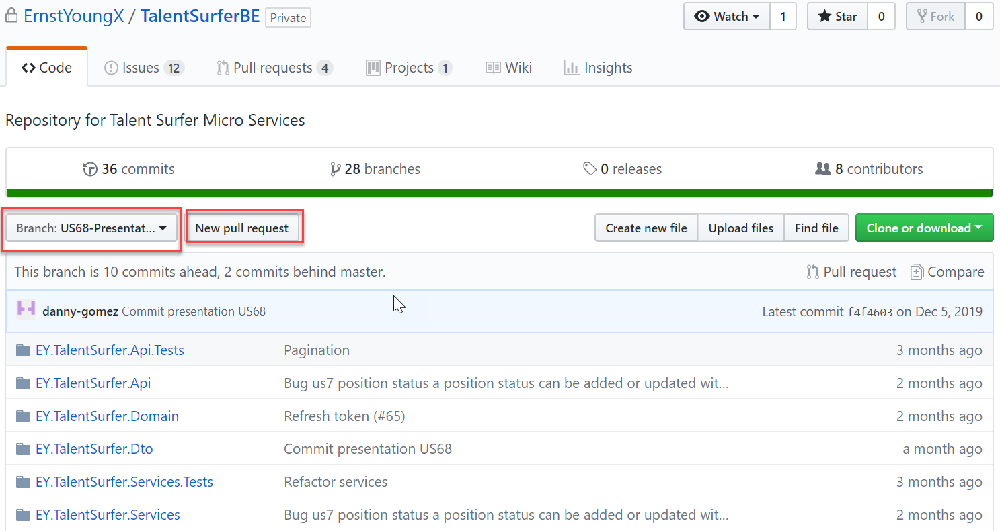 ErnstYoungX / TalentSurferBE Private Watch 1 Star 0 Fork 0
Code Issues 12 Pull requests 4 Projects 1 Wiki Insights
Repository for Talent Surfer Micro Services
36 commits 28 branches 0 releases 8 contributors
Branch: US68-Presentat... New pull request Create new file Upload files Find file Clone or download
This branch is 10 commits ahead, 2 commits behind master. Pull request Compare
danny-gomez Commit presentation US68 Latest commit f4f4603 on Dec 5, 2019
EY.TalentSurfer.Api.Tests Pagination 3 months ago
EY.TalentSurfer.Api Bug us7 position status a position status can be added or updated wit... 2 months ago
EY.TalentSurfer.Domain Refresh token (#65) 2 months ago
EY.TalentSurfer.Dto Commit presentation US68 a month ago
EY.TalentSurfer.Services.Tests Refactor services 3 months ago
EY.TalentSurfer.Services Bug us7 position status a position status can be added or updated wit... 2 months ago